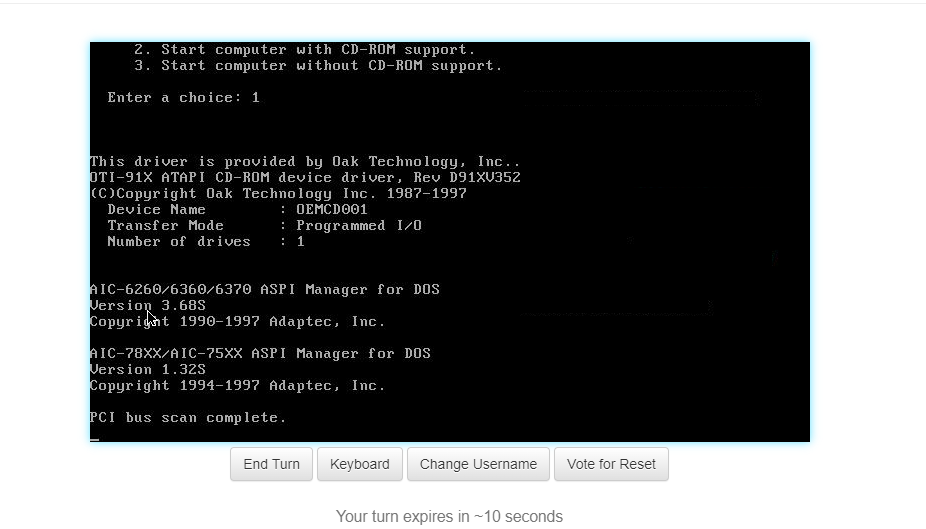 2. Start computer with CD-ROM support.
3. Start computer without CD-ROM support.
Enter a choice: 1
This driver is provided by Oak Technology, Inc..
OTI-91X ATAPI CD-ROM device driver, Rev D91XV352
(C)Copyright Oak Technology Inc. 1987-1997
Device Name : OEMCD001
Transfer Mode : Programmed I/O
Number of drives : 1
AIC-6260/6360/6370 ASPI Manager for DOS
Version 3.68S
Copyright 1990-1997 Adaptec, Inc.
AIC-78XX/AIC-75XX ASPI Manager for DOS
Version 1.32S
Copyright 1994-1997 Adaptec, Inc.
PCI bus scan complete.
End Turn Keyboard Change Username Vote for Reset
Your turn expires in ~10 seconds